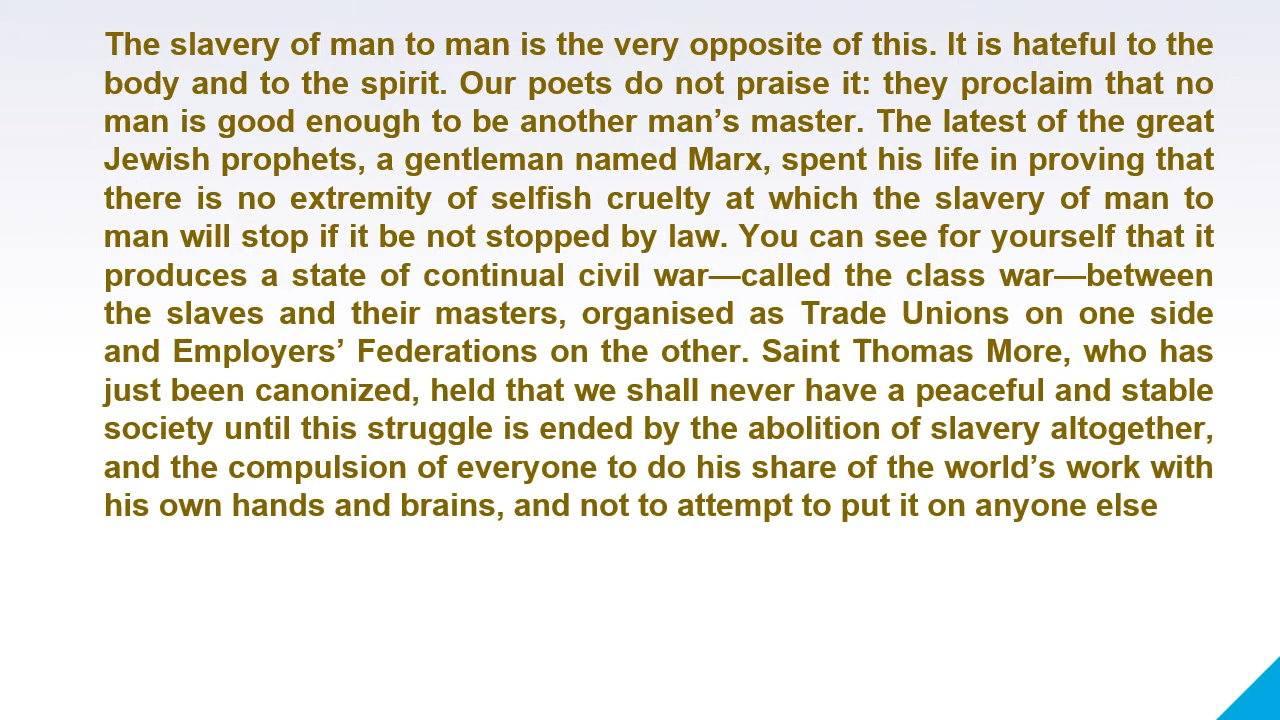 The slavery of man to man is the very opposite of this. It is hateful to the
body and to the spirit. Our poets do not praise it: they proclaim that no
man is good enough to be another man’s master. The latest of the great
Jewish prophets, a gentleman named Marx, spent his life in proving that
there is no extremity of selfish cruelty at which the slavery of man to
man will stop if it be not stopped by law. You can see for yourself that it
produces a state of continual civil war—called the class war—between
the slaves and their masters, organised as Trade Unions on one side
and Employers’ Federations on the other. Saint Thomas More, who has
just been canonized, held that we shall never have a peaceful and stable
society until this struggle is ended by the abolition of slavery altogether,
and the compulsion of everyone to do his share of the world’s work with
his own hands and brains, and not to attempt to put it on anyone else